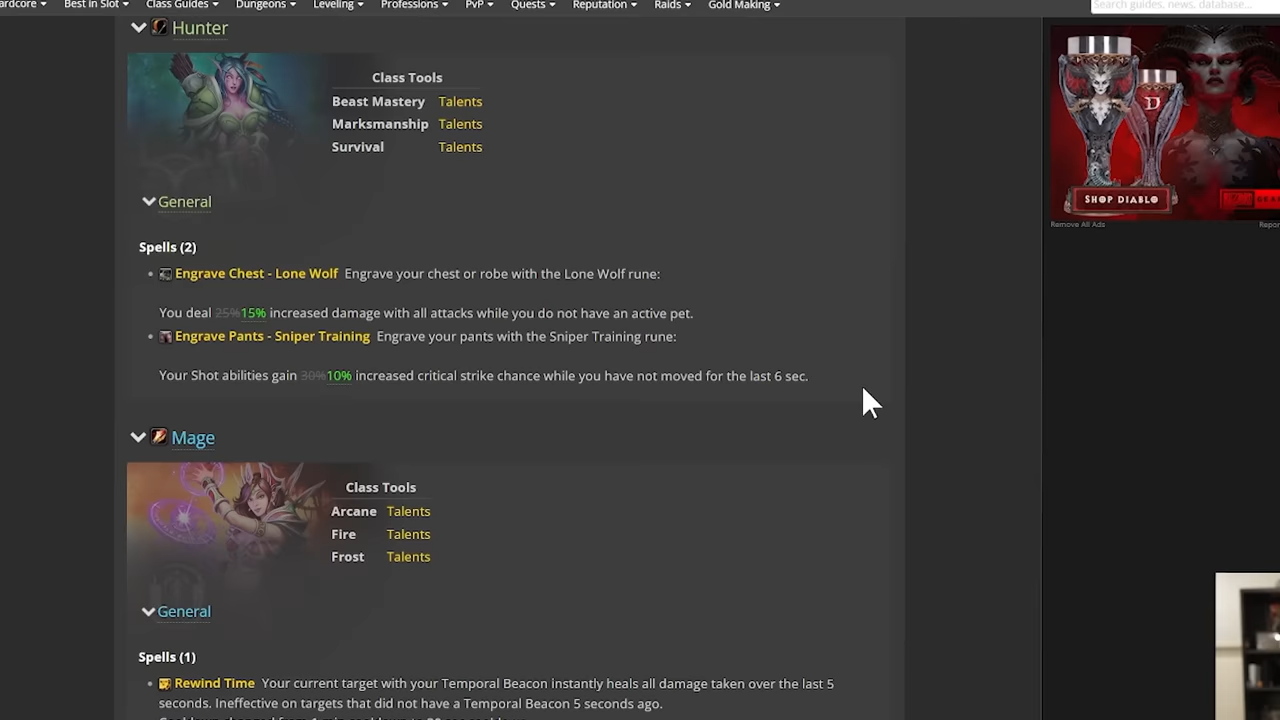 Hardcore Best in Slot Class Guides Dungeons Leveling Professions PvP Quests Reputation Raids Gold Making
Search guides, news, database...
Hunter
Class Tools
Beast Mastery Talents
Marksmanship Talents
Survival Talents
General
Spells (2)
Engrave Chest - Lone Wolf Engrave your chest or robe with the Lone Wolf rune:
You deal 25%15% increased damage with all attacks while you do not have an active pet.
Engrave Pants - Sniper Training Engrave your pants with the Sniper Training rune:
Your Shot abilities gain 30%10% increased critical strike chance while you have not moved for the last 6 sec.
Mage
Class Tools
Arcane Talents
Fire Talents
Frost Talents
General
Spells (1)
Rewind Time Your current target with your Temporal Beacon instantly heals all damage taken over the last 5
seconds. Ineffective on targets that did not have a Temporal Beacon 5 seconds ago.
D
SHOP DIABLO
Remove All Ads